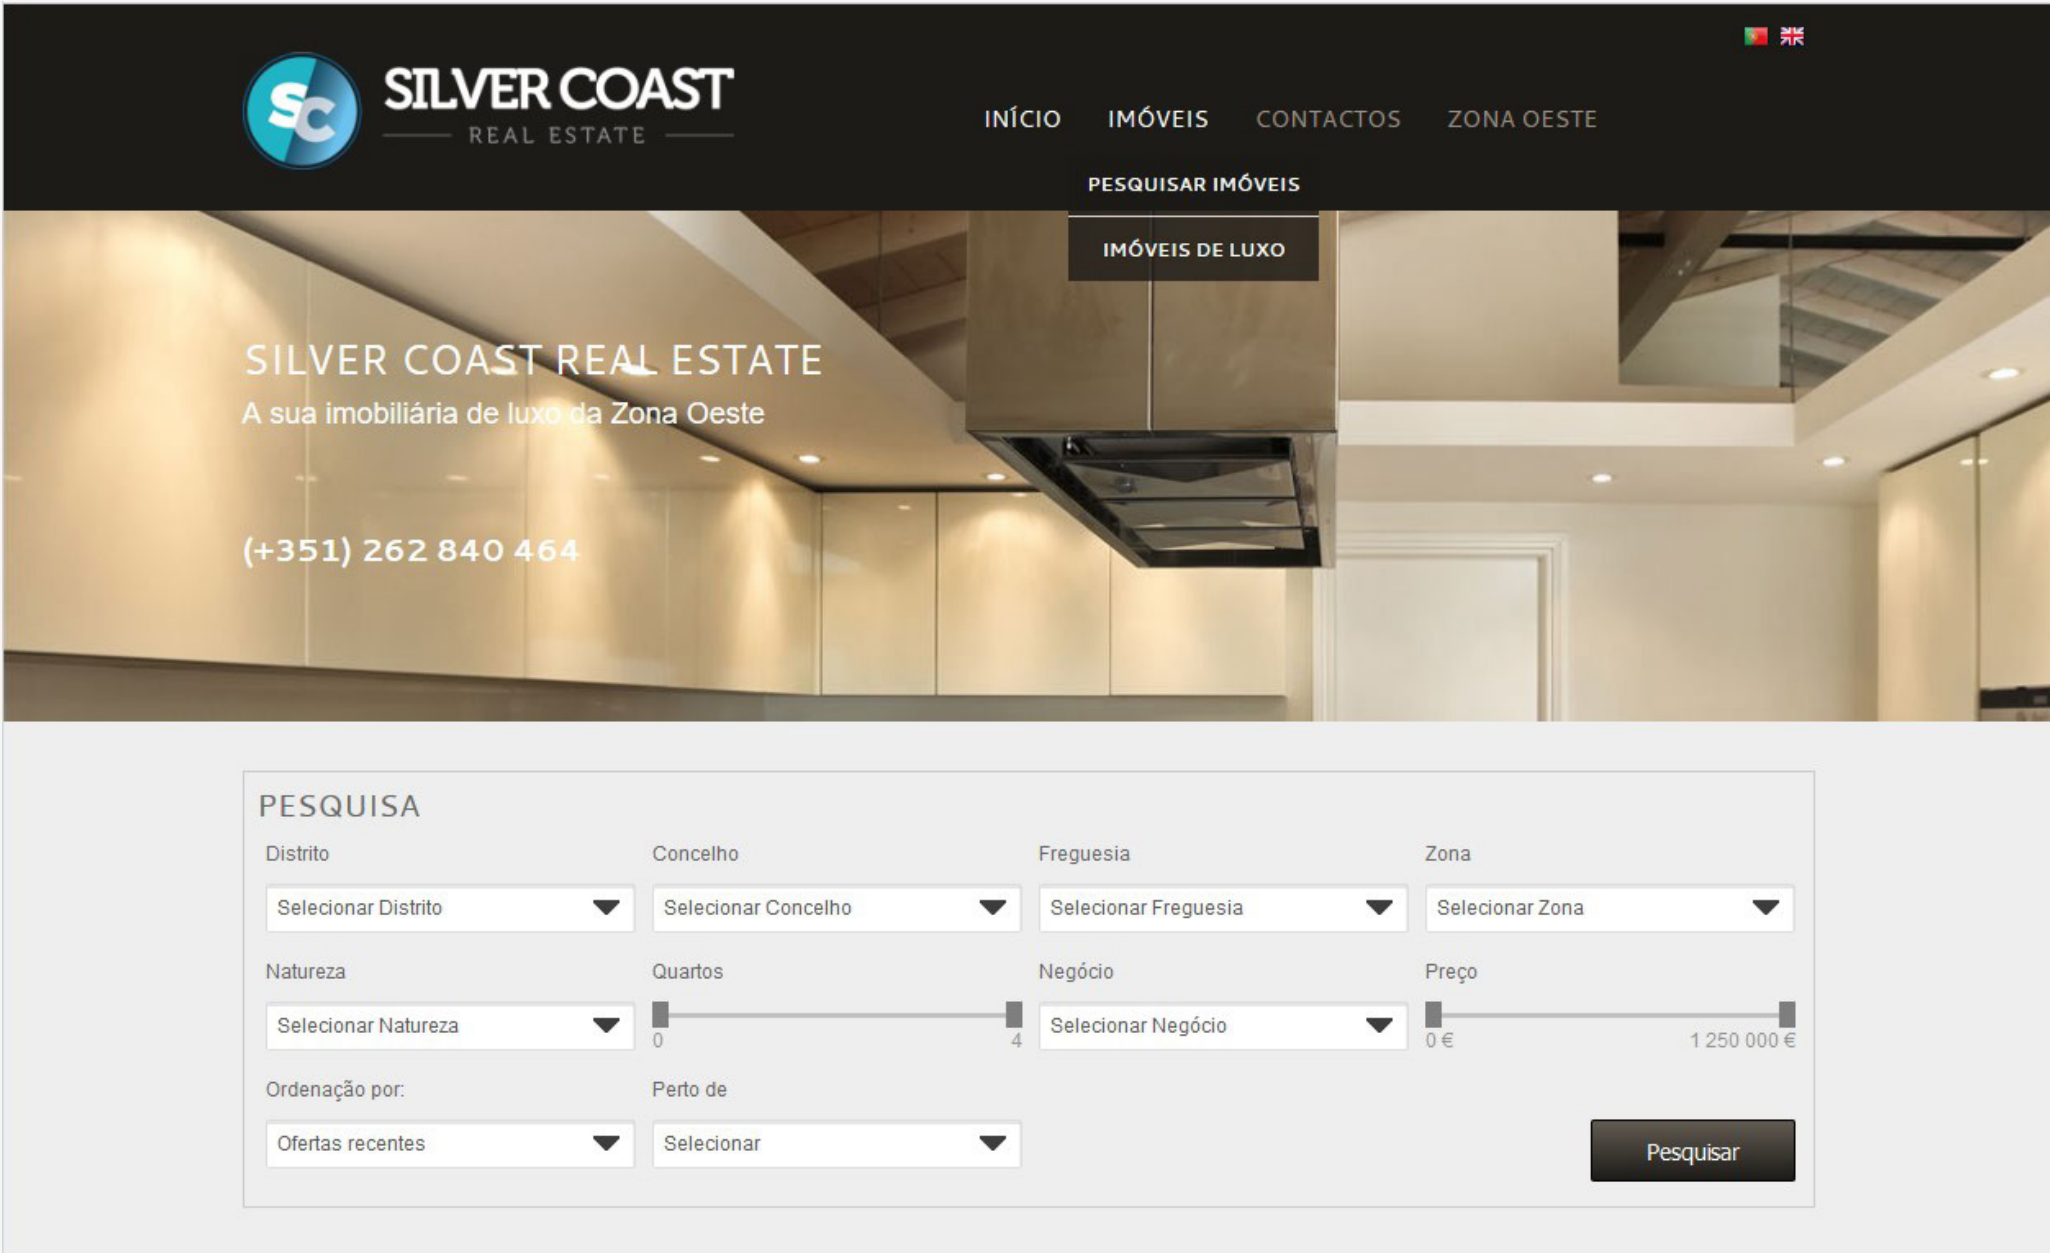 SC
SILVER COAST
REAL ESTATE
INÍCIO IMÓVEIS CONTACTOS ZONA OESTE
PESQUISAR IMÓVEIS
IMÓVEIS DE LUXO
SILVER COAST REAL ESTATE
A sua imobiliária de luxo da Zona Oeste
(+351) 262 840 464
PESQUISA
Distrito Concelho Freguesia Zona
Selecionar Distrito Selecionar Concelho Selecionar Freguesia Selecionar Zona
Natureza Quartos Negócio Preço
Selecionar Natureza Selecionar Negócio
0 4 0 € 1 250 000 €
Ordenação por: Perto de
Ofertas recentes Selecionar
Pesquisar